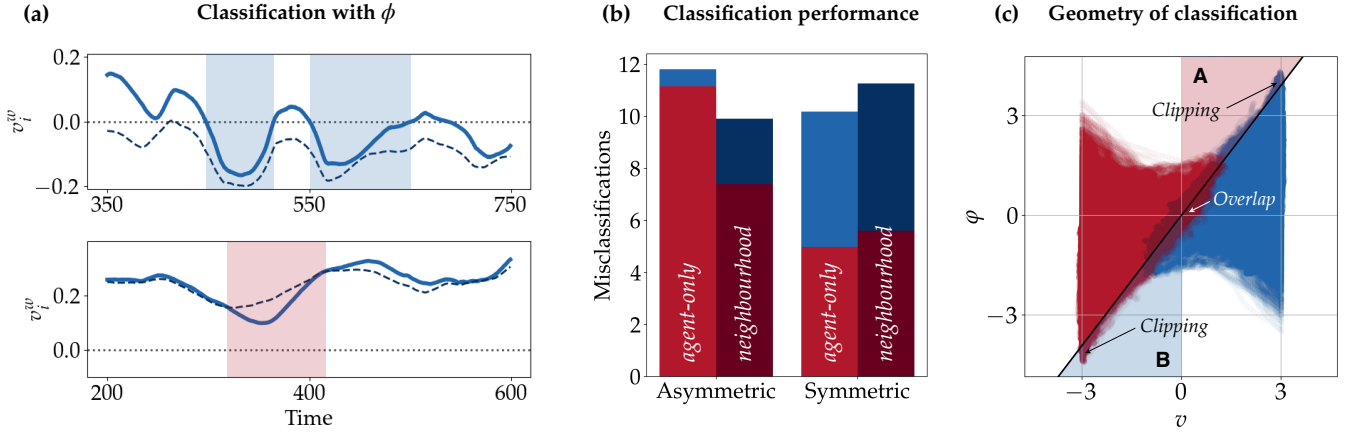 (a)
Classification with ϕ
0.2
0.0
−0.2
v_i^w
350
550
750
0.2
0.0
v_i^w
200
400
600
Time
(b)
Classification performance
12
10
8
6
4
2
0
Misclassifications
agent-only
neighbourhood
agent-only
neighbourhood
Asymmetric
Symmetric
(c)
Geometry of classification
A
Clipping
Overlap
Clipping
B
3
0
−3
φ
−3
0
3
v